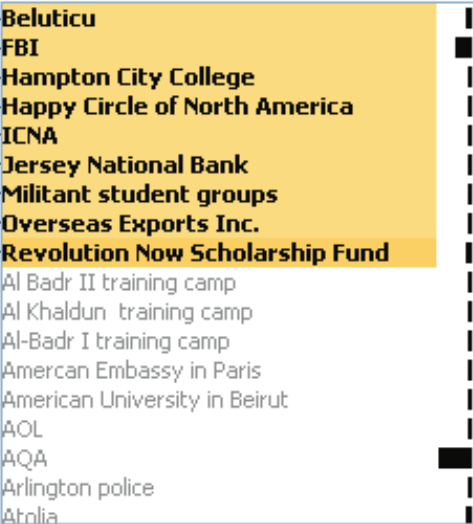 Beluticu
FBI
Hampton City College
Happy Circle of North America
ICNA
Jersey National Bank
Militant student groups
Overseas Exports Inc.
Revolution Now Scholarship Fund
Al Badr II training camp
Al Khaldun  training camp
Al-Badr I training camp
Amercan Embassy in Paris
American University in Beirut
AOL
AQA
Arlington police
Atolia